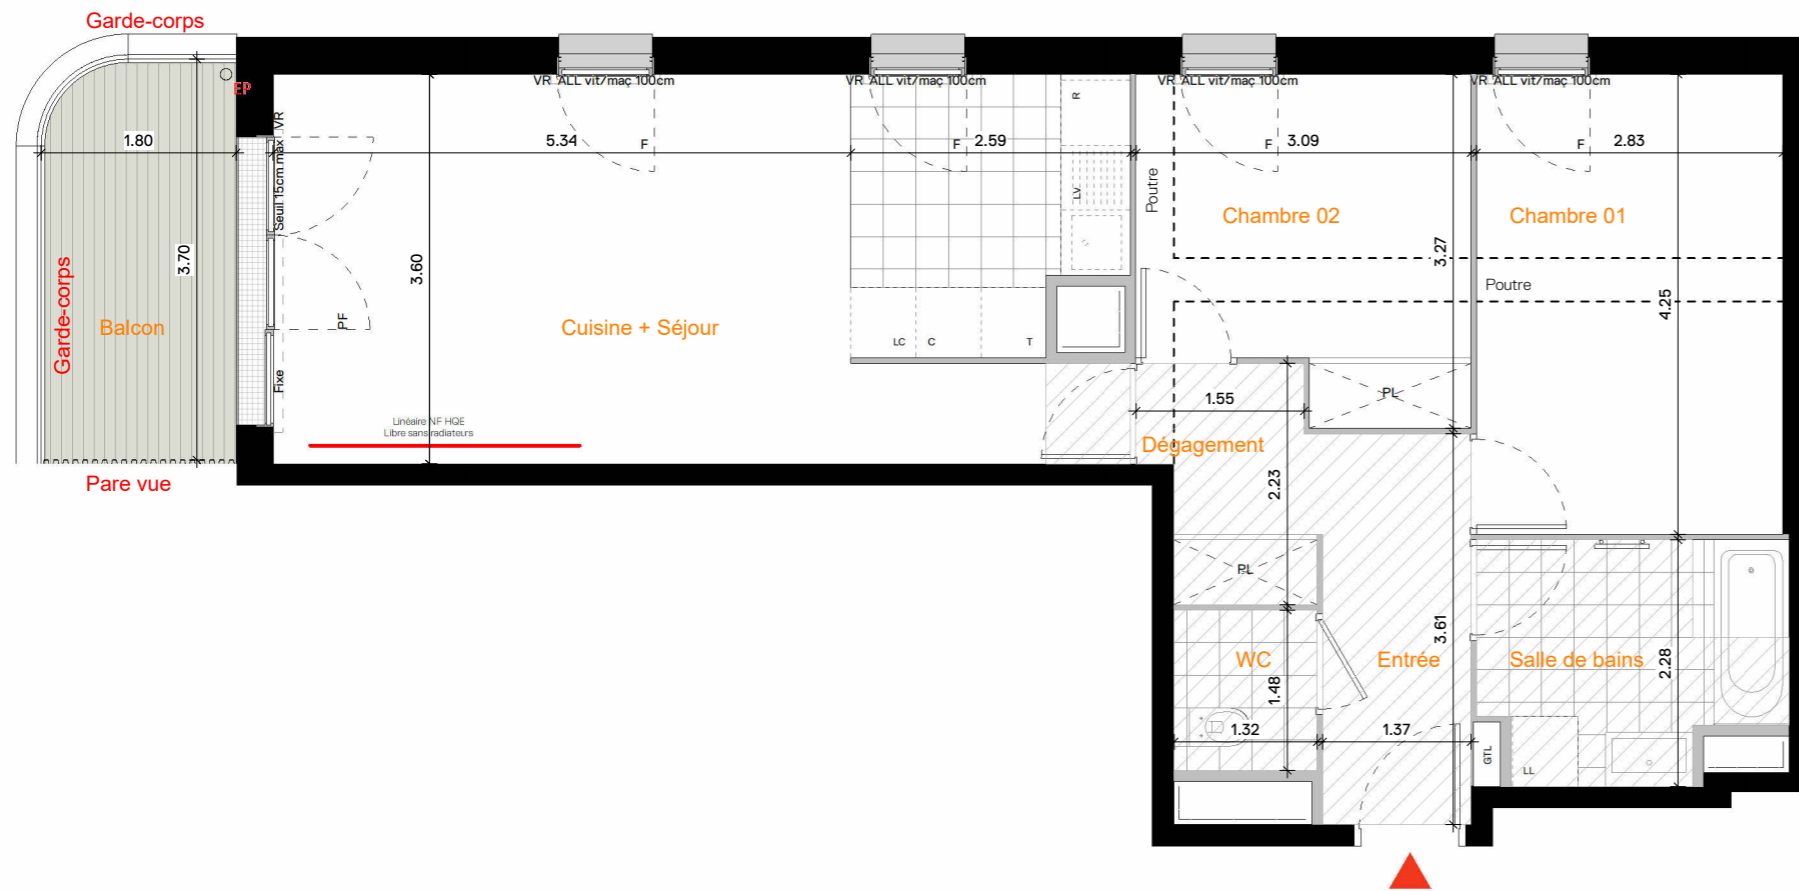 Garde-corps
EP
VR ALL vit/maç 100cm
VR ALL vit/maç 100cm
VR ALL vit/maç 100cm
VR ALL vit/maç 100cm
1.80
VR
5.34
F
F
2.59
R
F
3.09
F
2.83
Seuil 15cm max
LV
Poutre
Chambre 02
Chambre 01
3.70
3.60
3.27
4.25
Poutre
Garde-corps
Balcon
PF
Cuisine + Séjour
LC
C
T
Fixe
PL
1.55
Linéaire NF HQE
Libre sans radiateurs
Dégagement
Pare vue
2.23
PL
3.61
WC
Entrée
Salle de bains
2.28
1.48
1.32
1.37
GTL
LL